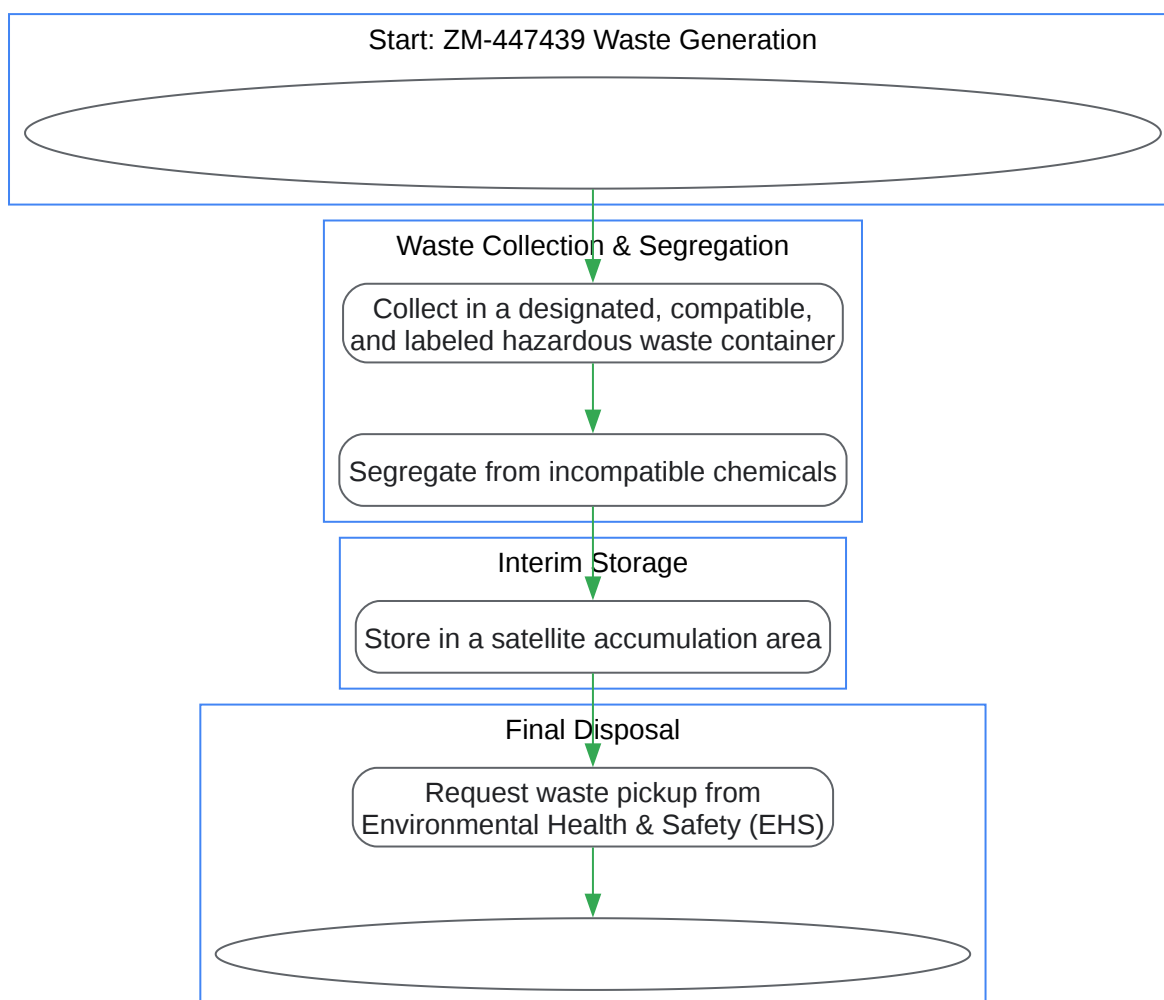 Start: ZM-447439 Waste Generation
Waste Collection & Segregation
Collect in a designated, compatible,
and labeled hazardous waste container
Segregate from incompatible chemicals
Interim Storage
Store in a satellite accumulation area
Final Disposal
Request waste pickup from
Environmental Health & Safety (EHS)